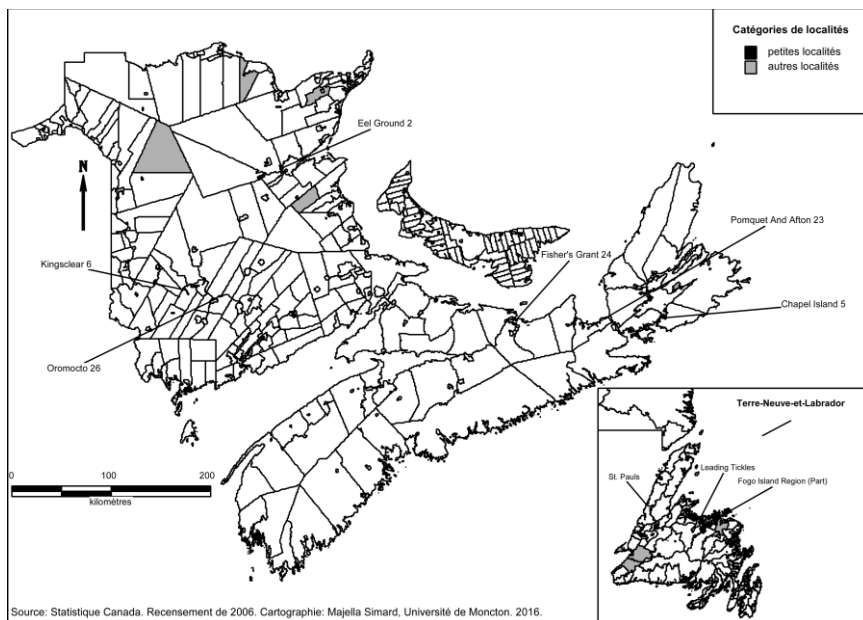 Catégories de localités
petites localités
autres localités
Eel Ground 2
N
Pomquet And Afton 23
Fisher's Grant 24
Kingsclear 6
Chapel Island 5
Oromocto 26
Terre-Neuve-et-Labrador
Leading Tickles
St. Pauls
Fogo Island Region (Part)
0 100 200
kilomètres
Source: Statistique Canada. Recensement de 2006. Cartographie: Majella Simard, Université de Moncton. 2016.